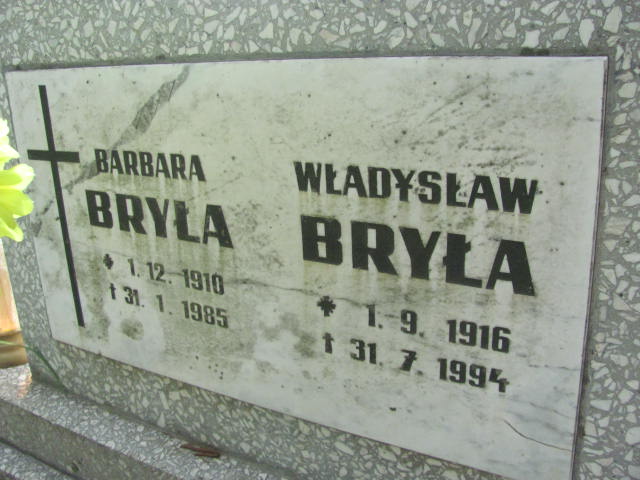 BARBARA
BRYŁA
* 1. 12. 1910
† 31. 1. 1985
WŁADYSŁAW
BRYŁA
* 1. 9. 1916
† 31. 7. 1994